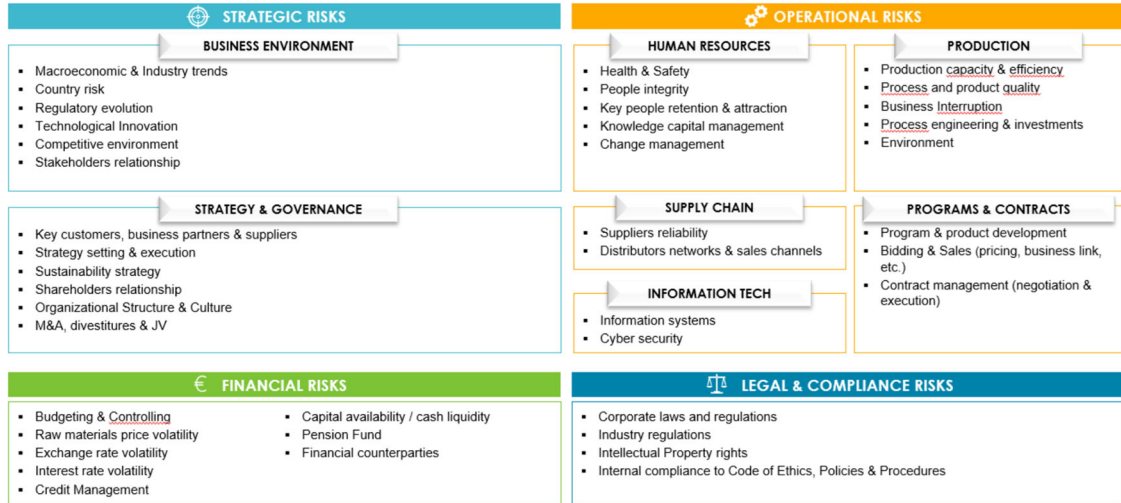 STRATEGIC RISKS
BUSINESS ENVIRONMENT
▪ Macroeconomic & Industry trends
▪ Country risk
▪ Regulatory evolution
▪ Technological Innovation
▪ Competitive environment
▪ Stakeholders relationship
STRATEGY & GOVERNANCE
▪ Key customers, business partners & suppliers
▪ Strategy setting & execution
▪ Sustainability strategy
▪ Shareholders relationship
▪ Organizational Structure & Culture
▪ M&A, divestitures & JV
OPERATIONAL RISKS
HUMAN RESOURCES
▪ Health & Safety
▪ People integrity
▪ Key people retention & attraction
▪ Knowledge capital management
▪ Change management
PRODUCTION
▪ Production capacity & efficiency
▪ Process and product quality
▪ Business Interruption
▪ Process engineering & investments
▪ Environment
SUPPLY CHAIN
▪ Suppliers reliability
▪ Distributors networks & sales channels
INFORMATION TECH
▪ Information systems
▪ Cyber security
PROGRAMS & CONTRACTS
▪ Program & product development
▪ Bidding & Sales (pricing, business link,
etc.)
▪ Contract management (negotiation &
execution)
€ FINANCIAL RISKS
▪ Budgeting & Controlling
▪ Raw materials price volatility
▪ Exchange rate volatility
▪ Interest rate volatility
▪ Credit Management
▪ Capital availability / cash liquidity
▪ Pension Fund
▪ Financial counterparties
LEGAL & COMPLIANCE RISKS
▪ Corporate laws and regulations
▪ Industry regulations
▪ Intellectual Property rights
▪ Internal compliance to Code of Ethics, Policies & Procedures